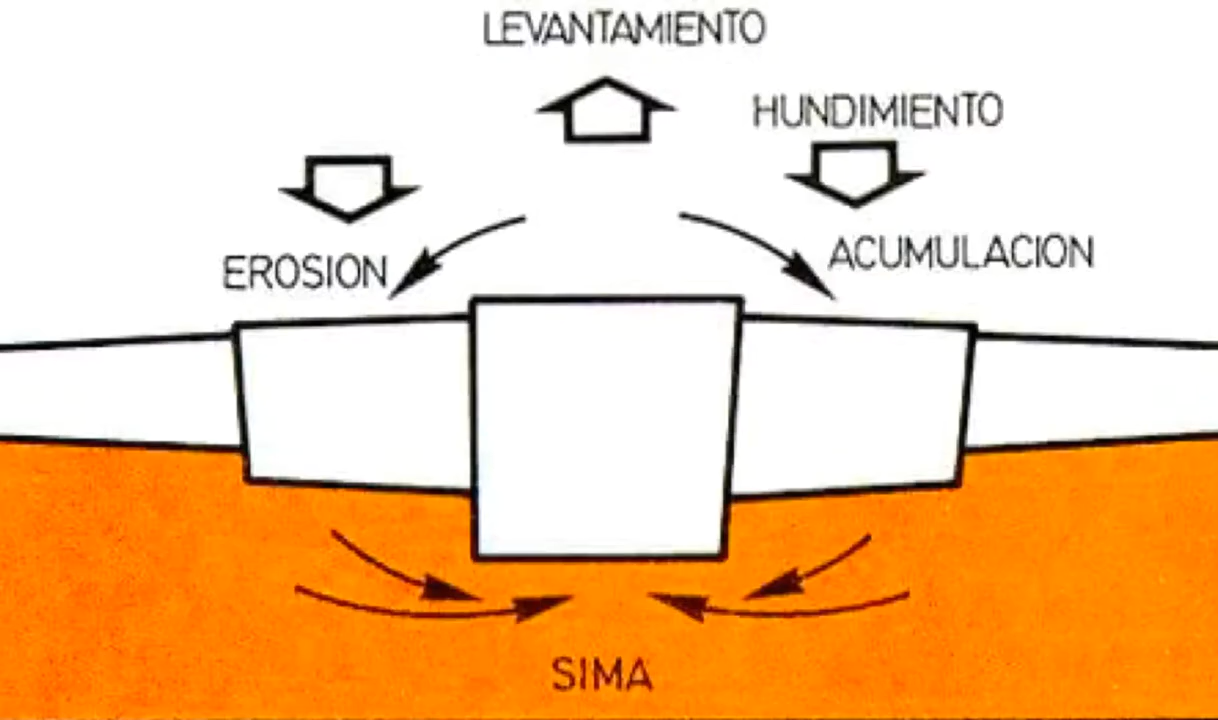 LEVANTAMIENTO
HUNDIMIENTO
EROSION
ACUMULACION
SIMA